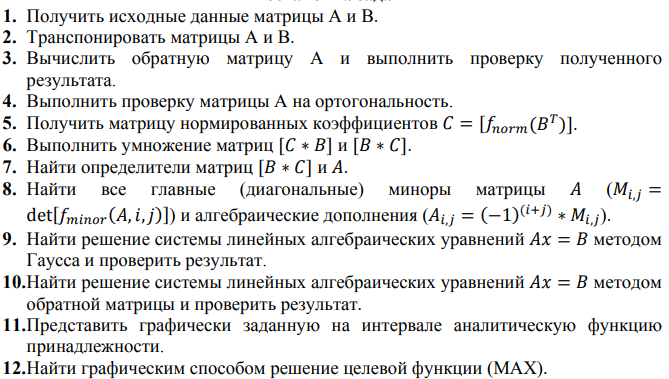 1. Получить исходные данные матрицы А и В.
2. Транспонировать матрицы А и В.
3. Вычислить обратную матрицу А и выполнить проверку полученного
результата.
4. Выполнить проверку матрицы А на ортогональность.
5. Получить матрицу нормированных коэффициентов C = [f_norm(B^T)].
6. Выполнить умножение матриц [C * B] и [B * C].
7. Найти определители матриц [B * C] и A.
8. Найти все главные (диагональные) миноры матрицы A (M_{i,j} =
det[f_minor(A, i, j)]) и алгебраические дополнения (A_{i,j} = (−1)^{(i+j)} * M_{i,j}).
9. Найти решение системы линейных алгебраических уравнений Ax = B методом
Гаусса и проверить результат.
10.Найти решение системы линейных алгебраических уравнений Ax = B методом
обратной матрицы и проверить результат.
11.Представить графически заданную на интервале аналитическую функцию
принадлежности.
12.Найти графическим способом решение целевой функции (MAX).